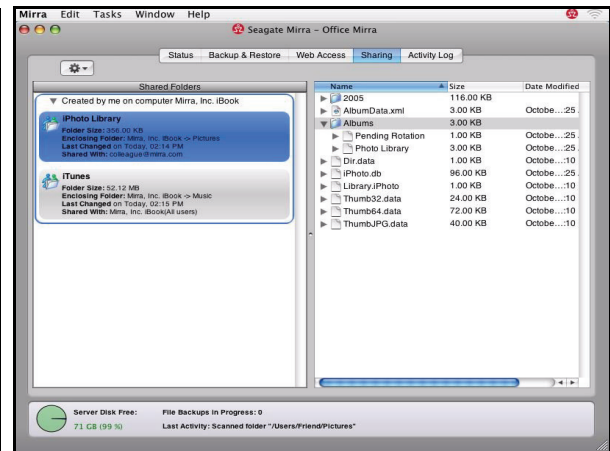 Mirra Edit Tasks Window Help
Seagate Mirra – Office Mirra
Status Backup & Restore Web Access Sharing Activity Log
Shared Folders
Created by me on computer Mirra, Inc. iBook
iPhoto Library
Folder Size: 356.00 KB
Enclosing Folder: Mirra, Inc. iBook -> Pictures
Last Changed on Today, 02:14 PM
Shared With: colleague@mirra.com
iTunes
Folder Size: 52.12 MB
Enclosing Folder: Mirra, Inc. iBook -> Music
Last Changed on Today, 02:15 PM
Shared With: Mirra, Inc. iBook(All users)
Name Size Date Modified
2005 116.00 KB
AlbumData.xml 3.00 KB Octobe...:25
Albums 3.00 KB
Pending Rotation 1.00 KB Octobe...:25
Photo Library 3.00 KB Octobe...:25
Dir.data 1.00 KB Octobe...:10
iPhoto.db 96.00 KB Octobe...:25
Library.iPhoto 1.00 KB Octobe...:10
Thumb32.data 24.00 KB Octobe...:10
Thumb64.data 72.00 KB Octobe...:10
ThumbJPG.data 40.00 KB Octobe...:10
Server Disk Free: File Backups in Progress: 0
71 GB (99 %) Last Activity: Scanned folder "/Users/Friend/Pictures"